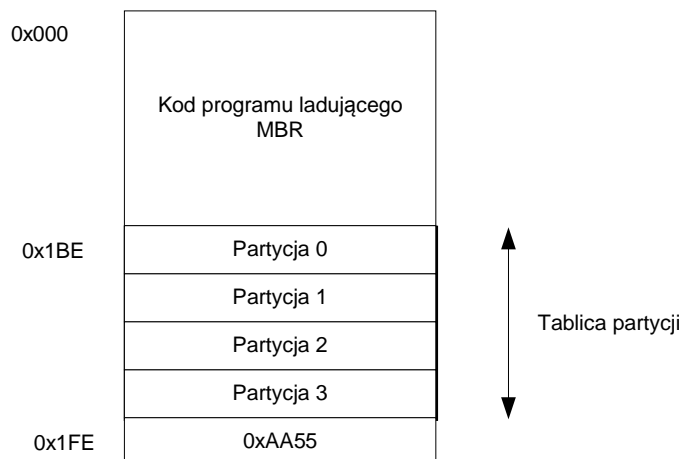 0x000
Kod programu ladującego
MBR
0x1BE
Partycja 0
Partycja 1
Tablica partycji
Partycja 2
Partycja 3
0x1FE
0xAA55